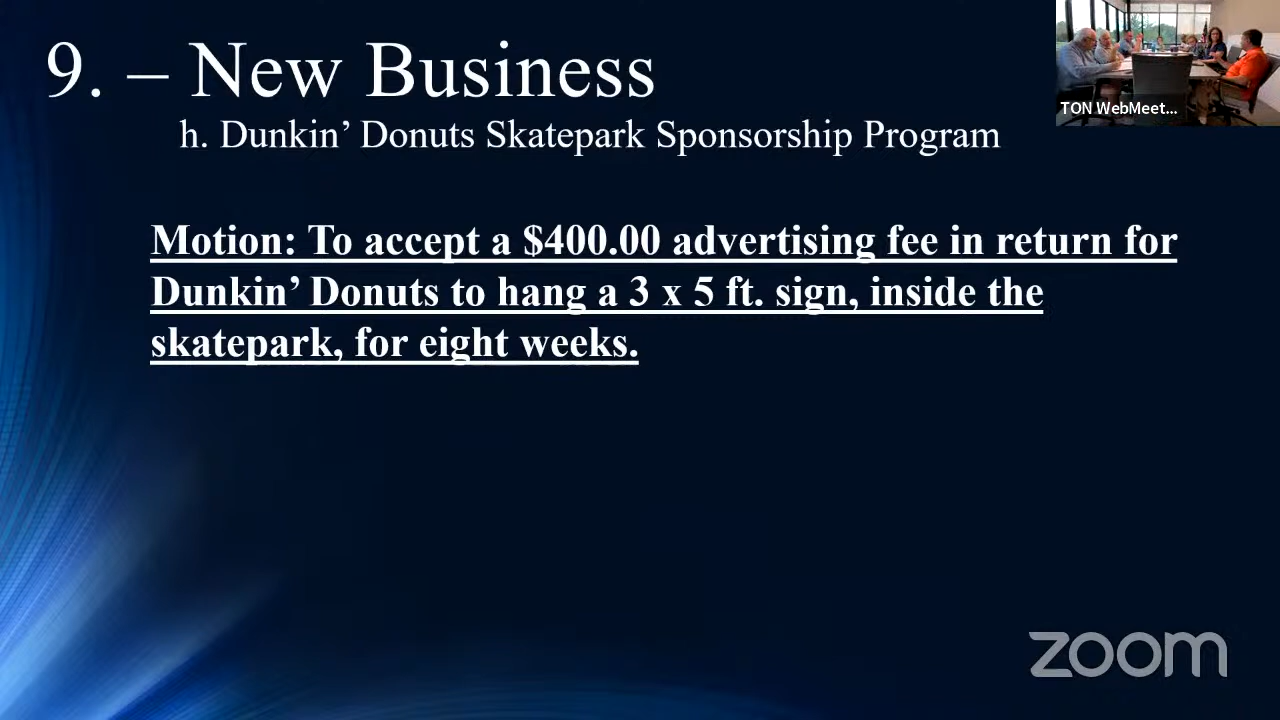 9. – New Business
h. Dunkin’ Donuts Skatepark Sponsorship Program
Motion: To accept a $400.00 advertising fee in return for
Dunkin’ Donuts to hang a 3 x 5 ft. sign, inside the
skatepark, for eight weeks.
TON WebMeet...
zoom